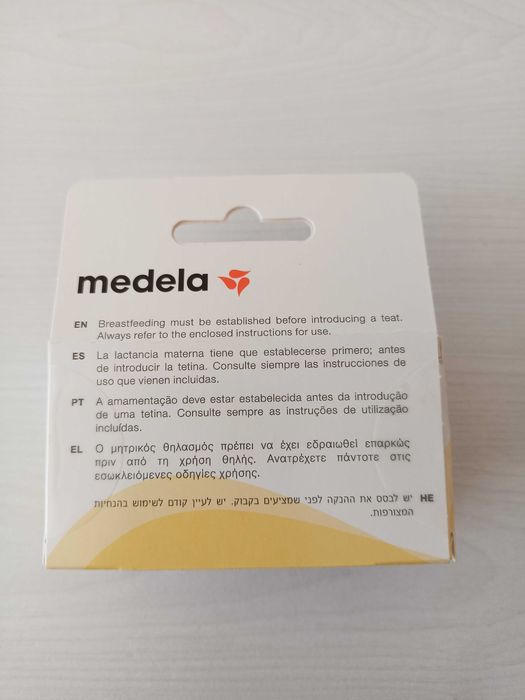 medela
EN Breastfeeding must be established before introducing a teat.
Always refer to the enclosed instructions for use.
ES La lactancia materna tiene que establecerse primero; antes
de introducir la tetina. Consulte siempre las instrucciones de
uso que vienen incluidas.
PT A amamentação deve estar estabelecida antes da introdução
de uma tetina. Consulte sempre as instruções de utilização
incluídas.
EL Ο μητρικός θηλασμός πρέπει να έχει εδραιωθεί επαρκώς
πριν από τη χρήση θηλής. Ανατρέχετε πάντοτε στις
εσωκλειόμενες οδηγίες χρήσης.
HE יש לבסס את ההנקה לפני שמציעים בקבוק. יש לעיין קודם לשימוש בהנחיות
המצורפות.